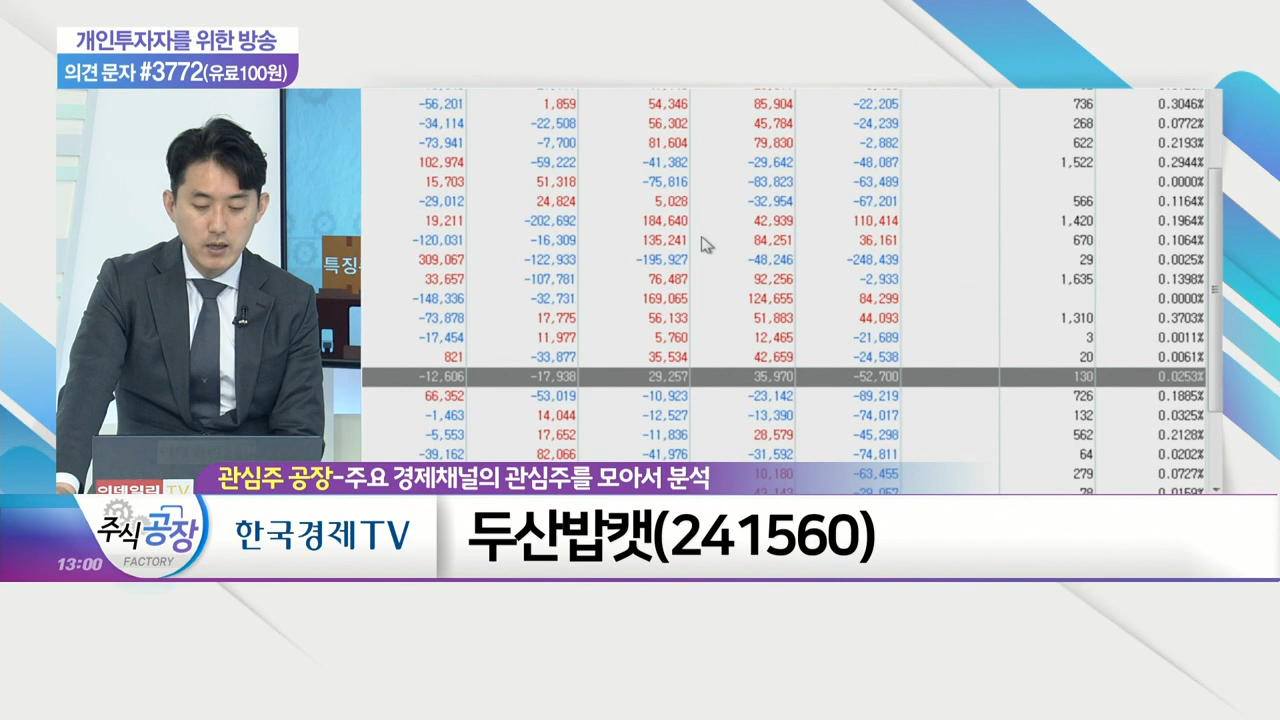 개인투자자를 위한 방송
의견 문자 #3772(유료100원)
특징
-56,201 1,859 54,346 85,904 -22,205 736 0.3046%
-34,114 -22,508 56,302 45,784 -24,239 268 0.0772%
-73,941 -7,700 81,604 79,830 -2,882 622 0.2193%
102,974 -59,222 -41,382 -29,642 -48,087 1,522 0.2944%
15,703 51,318 -75,816 -83,823 -63,489 0.0000%
-29,012 24,824 5,028 -32,954 -67,201 566 0.1164%
19,211 -202,692 184,640 42,939 110,414 1,420 0.1964%
-120,031 -16,309 135,241 84,251 36,161 670 0.1064%
309,067 -122,933 -195,927 -48,246 -248,439 29 0.0025%
33,657 -107,781 76,487 92,256 -2,933 1,635 0.1398%
-148,336 -32,731 169,065 124,655 84,299 0.0000%
-73,878 17,775 56,133 51,883 44,093 1,310 0.3703%
-17,454 11,977 5,760 12,465 -21,689 3 0.0011%
821 -33,877 35,534 42,659 -24,538 20 0.0061%
-12,606 -17,938 29,257 35,970 -52,700 130 0.0253%
66,352 -53,019 -10,923 -23,142 -89,219 726 0.1885%
-1,463 14,044 -12,527 -13,390 -74,017 132 0.0325%
-5,553 17,652 -11,836 28,579 -45,298 562 0.2128%
-39,162 82,066 -41,976 -31,592 -74,811 64 0.0202%
10,180 -63,455 279 0.0727%
관심주 공장-주요 경제채널의 관심주를 모아서 분석
주식공장
FACTORY
13:00
한국경제TV
두산밥캣(241560)